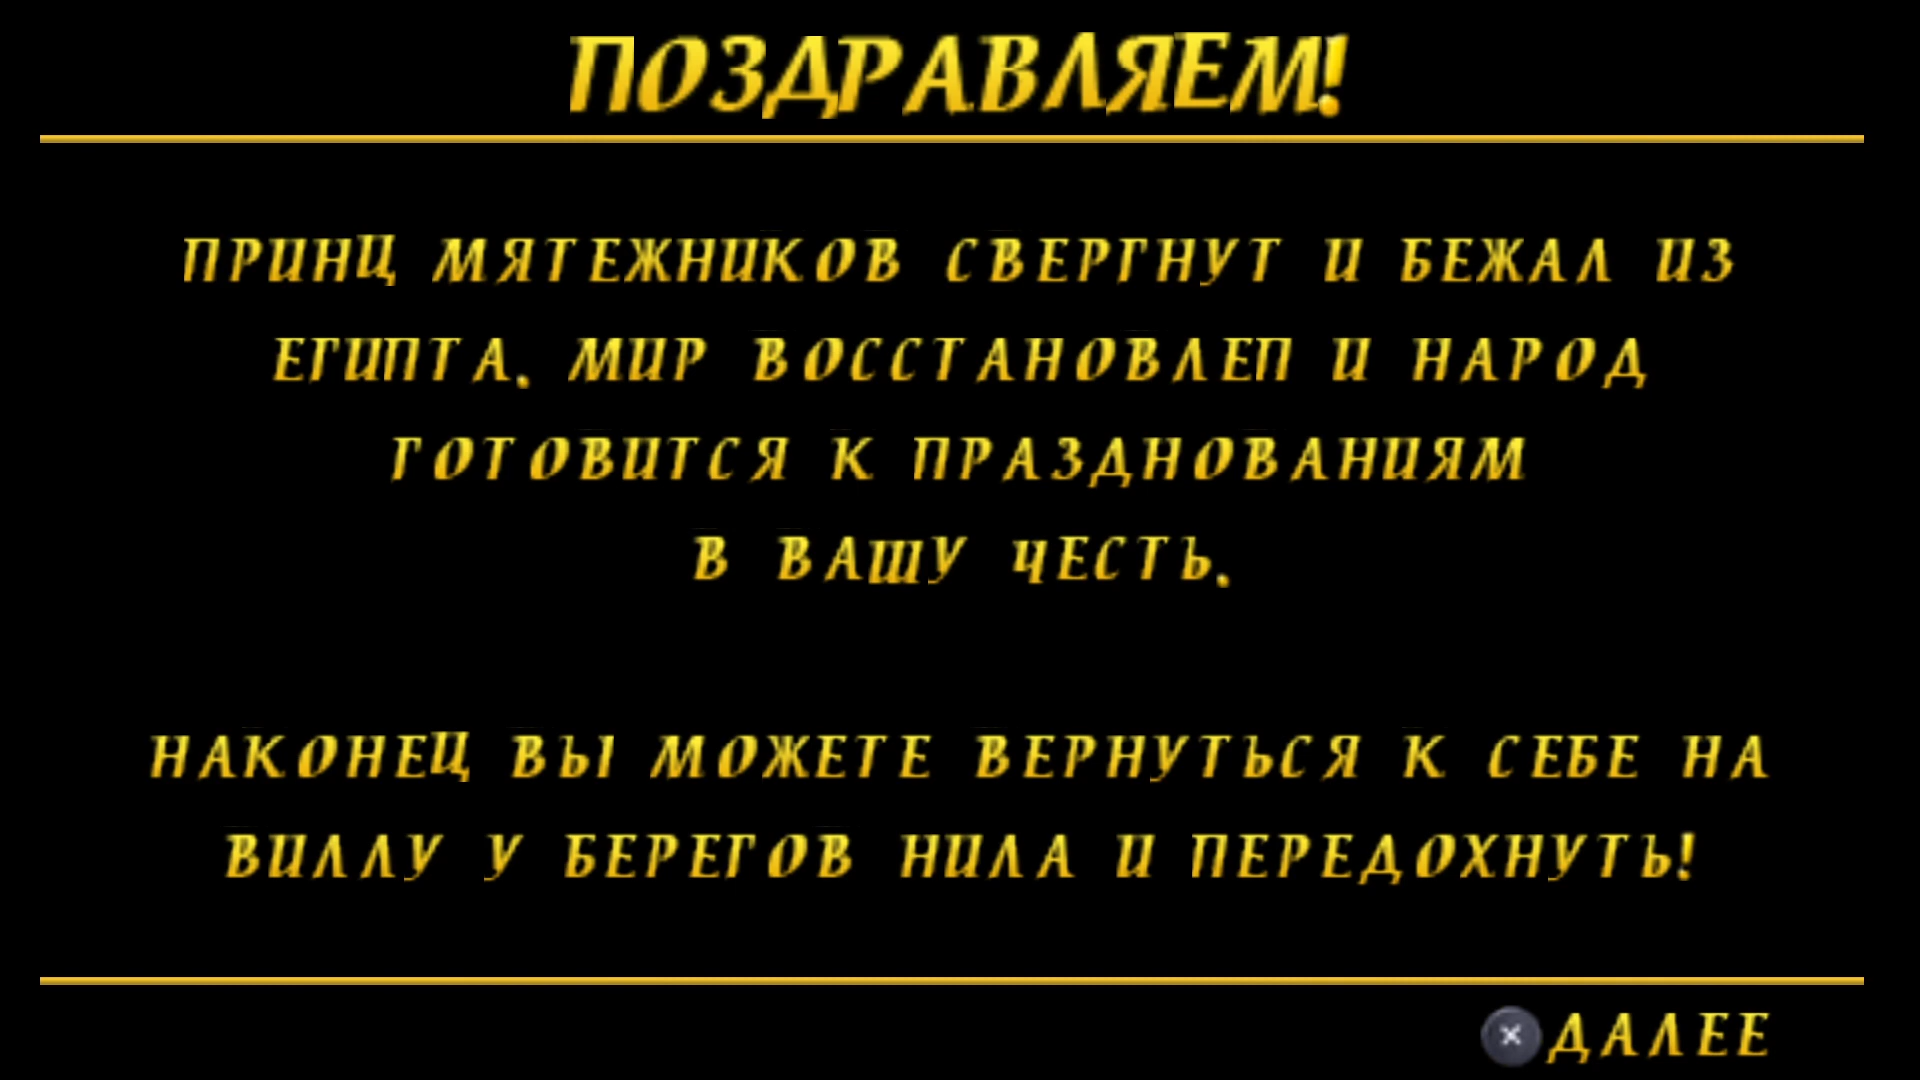 ПОЗДРАВЛЯЕМ!
ПРИНЦ МЯТЕЖНИКОВ СВЕРГНУТ И БЕЖАЛ ИЗ
ЕГИПТА. МИР ВОССТАНОВЛЕП И НАРОД
ГОТОВИТСЯ К ПРАЗДНОВАНИЯМ
В ВАШУ ЧЕСТЬ.
НАКОНЕЦ ВЫ МОЖЕТЕ ВЕРНУТЬСЯ К СЕБЕ НА
ВИЛЛУ У БЕРЕГОВ НИЛА И ПЕРЕДОХНУТЬ!
ДАЛЕЕ